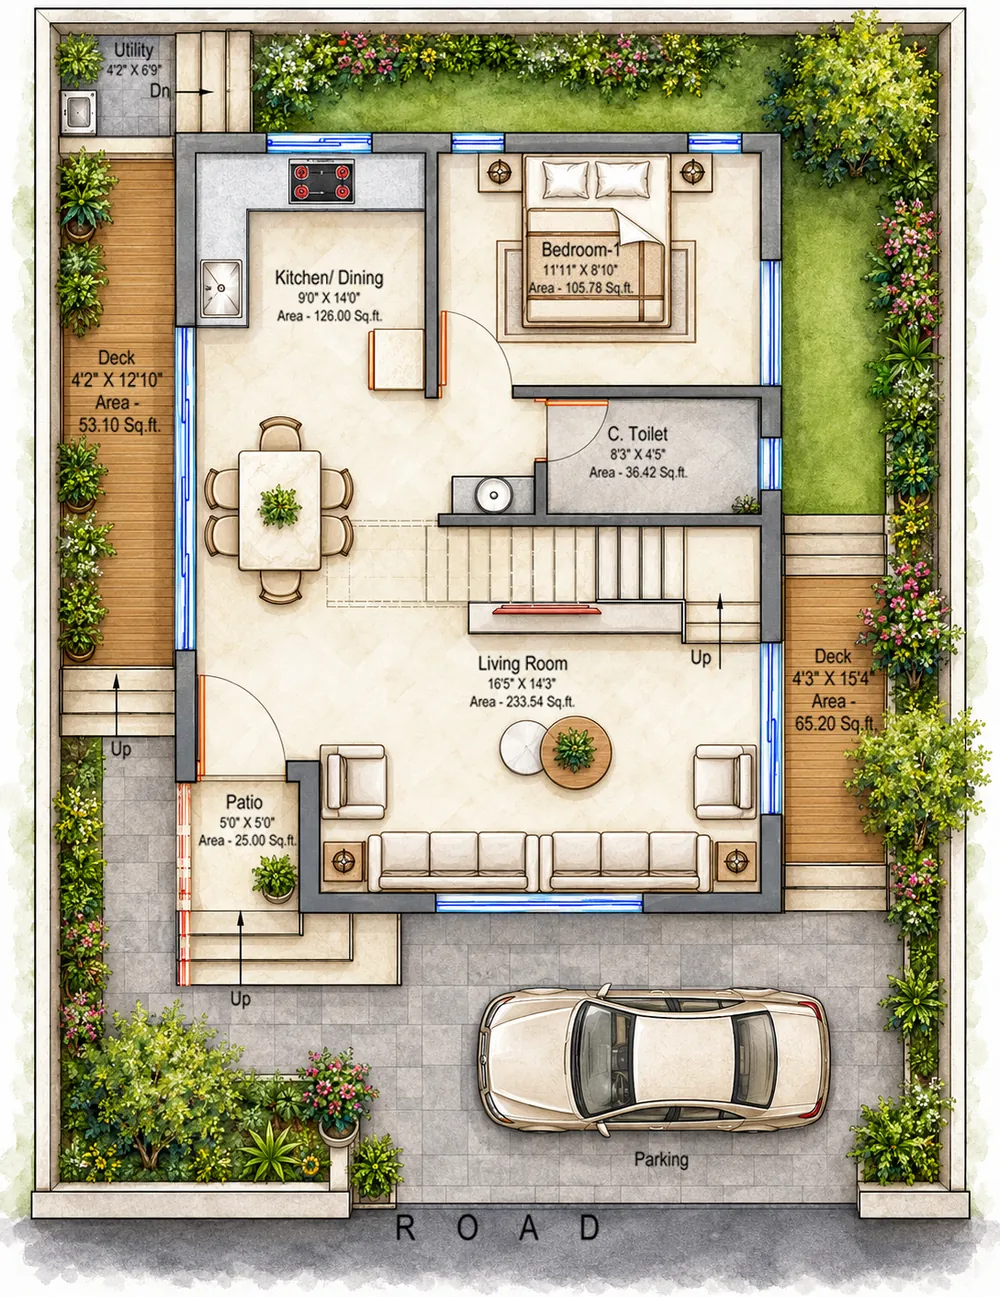 Utility
4'2" X 6'9"
Dn
Kitchen/ Dining
9'0" X 14'0"
Area - 126.00 Sq.ft.
Bedroom-1
11'11" X 8'10"
Area - 105.78 Sq.ft.
Deck
4'2" X 12'10"
Area -
53.10 Sq.ft.
C. Toilet
8'3" X 4'5"
Area - 36.42 Sq.ft.
Up
Living Room
16'5" X 14'3"
Area - 233.54 Sq.ft.
Deck
4'3" X 15'4"
Area -
65.20 Sq.ft.
Up
Patio
5'0" X 5'0"
Area - 25.00 Sq.ft.
Up
Parking
ROAD